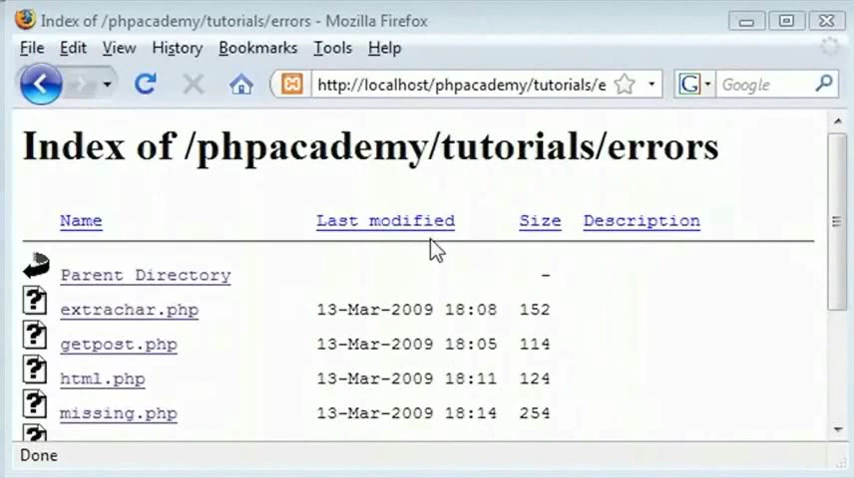 Index of /phpacademy/tutorials/errors - Mozilla Firefox
File Edit View History Bookmarks Tools Help
http://localhost/phpacademy/tutorials/e G Google
Index of /phpacademy/tutorials/errors
Name Last modified Size Description
Parent Directory -
? extrachar.php 13-Mar-2009 18:08 152
? getpost.php 13-Mar-2009 18:05 114
? html.php 13-Mar-2009 18:11 124
? missing.php 13-Mar-2009 18:14 254
?
Done